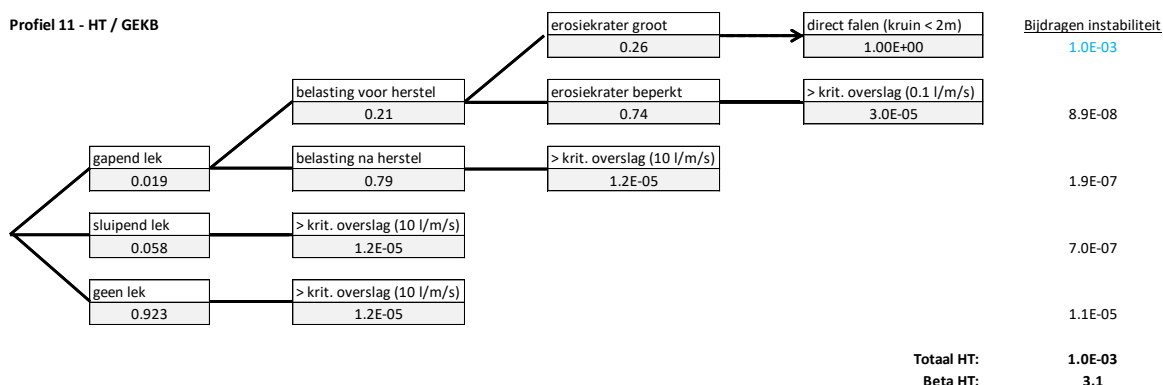 Profiel 11 - HT / GEKB
erosiekrater groot
0.26
direct falen (kruin < 2m)
1.00E+00
Bijdragen instabiliteit
1.0E-03
belasting voor herstel
0.21
erosiekrater beperkt
0.74
> krit. overslag (0.1 l/m/s)
3.0E-05
8.9E-08
gapend lek
0.019
belasting na herstel
0.79
> krit. overslag (10 l/m/s)
1.2E-05
1.9E-07
sluipend lek
0.058
> krit. overslag (10 l/m/s)
1.2E-05
7.0E-07
geen lek
0.923
> krit. overslag (10 l/m/s)
1.2E-05
1.1E-05
Totaal HT: 1.0E-03
Beta HT: 3.1